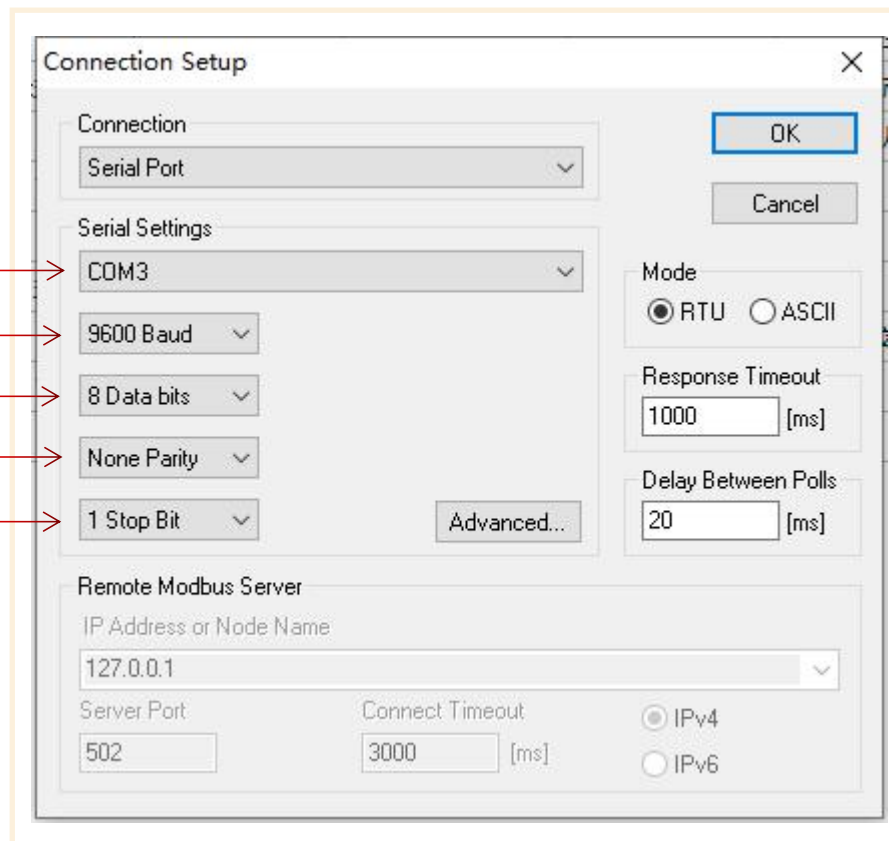 Connection Setup
Connection
Serial Port
OK
Cancel
Serial Settings
COM3
9600 Baud
8 Data bits
None Parity
1 Stop Bit
Advanced...
Mode
RTU ASCII
Response Timeout
1000 [ms]
Delay Between Polls
20 [ms]
Remote Modbus Server
IP Address or Node Name
127.0.0.1
Server Port Connect Timeout
502 3000 [ms]
IPv4
IPv6